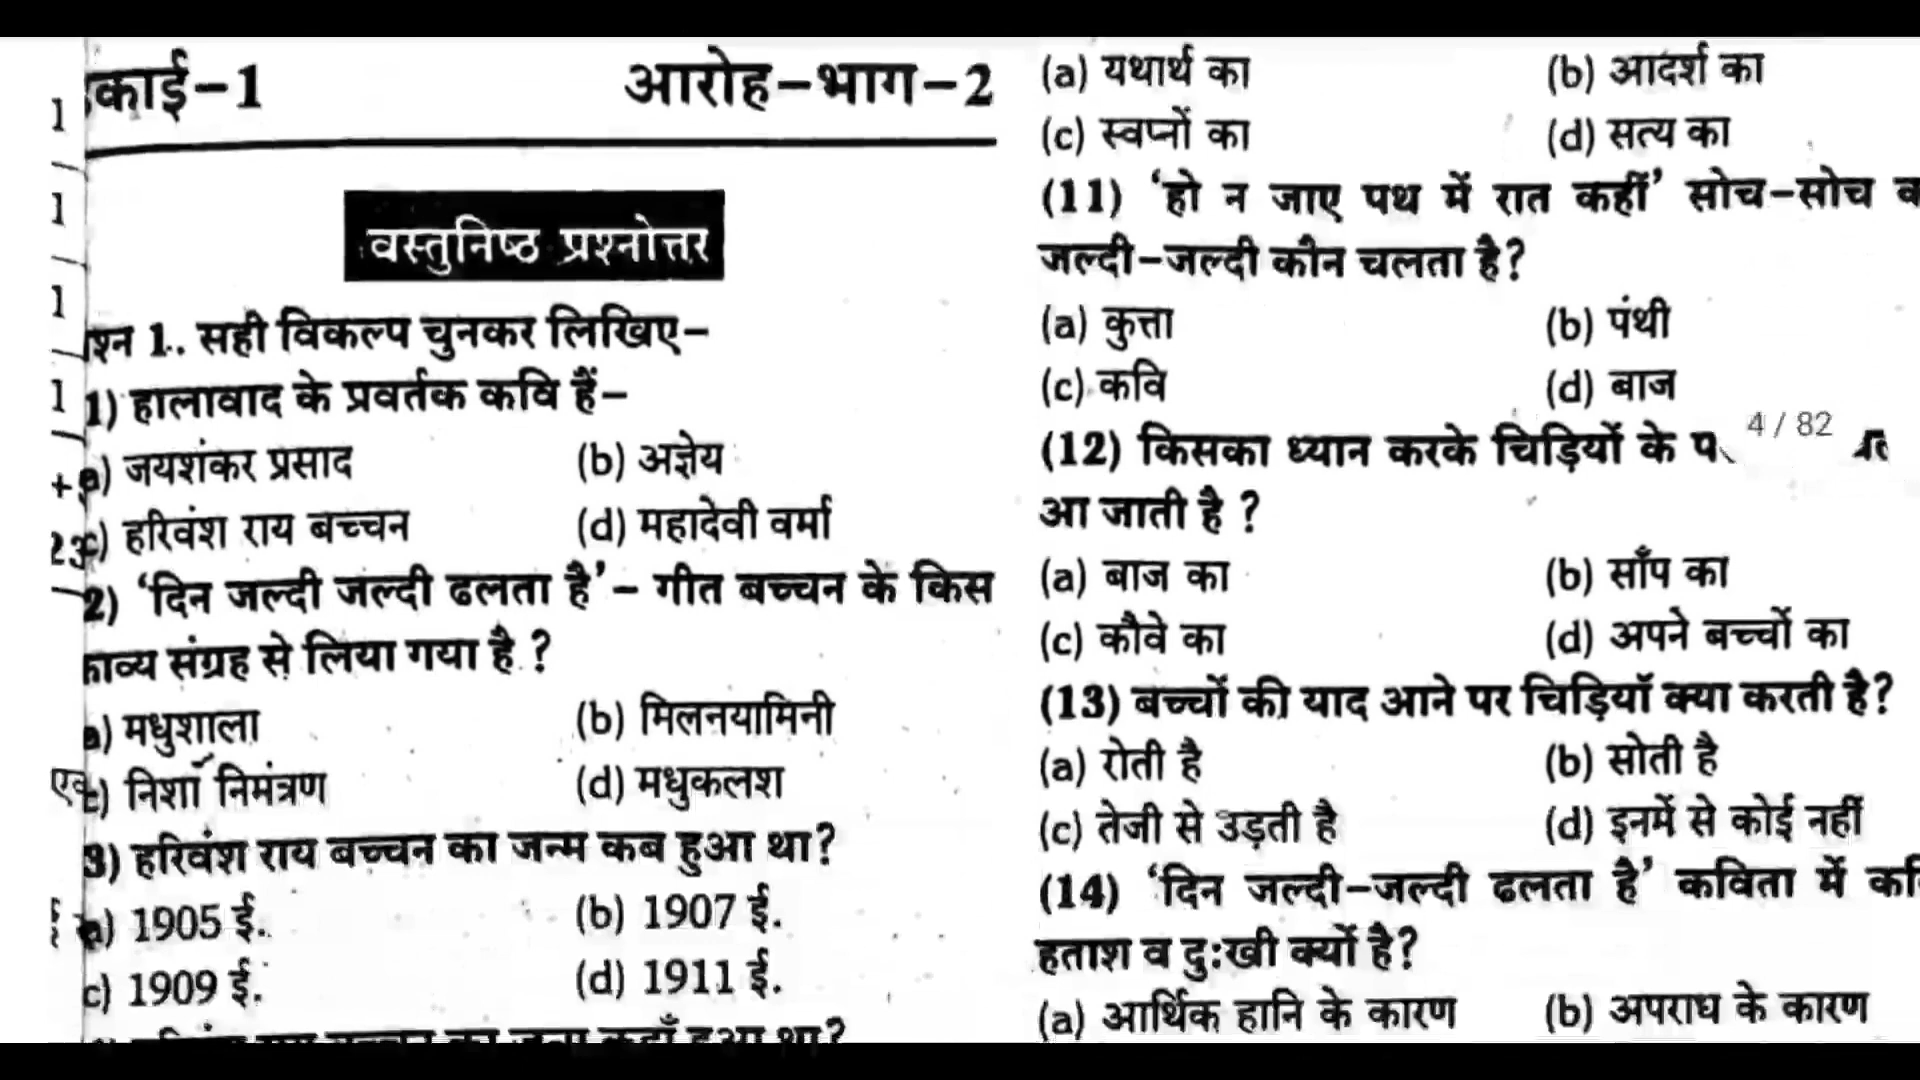 काई-1 आरोह-भाग-2
वस्तुनिष्ठ प्रश्नोत्तर
श्न 1. सही विकल्प चुनकर लिखिए-
1) हालावाद के प्रवर्तक कवि हैं-
a) जयशंकर प्रसाद (b) अज्ञेय
c) हरिवंश राय बच्चन (d) महादेवी वर्मा
2) ‘दिन जल्दी जल्दी ढलता है’- गीत बच्चन के किस
काव्य संग्रह से लिया गया है ?
a) मधुशाला (b) मिलनयामिनी
c) निशा निमंत्रण (d) मधुकलश
3) हरिवंश राय बच्चन का जन्म कब हुआ था?
a) 1905 ई. (b) 1907 ई.
c) 1909 ई. (d) 1911 ई.
(a) यथार्थ का (b) आदर्श का
(c) स्वप्नों का (d) सत्य का
(11) ‘हो न जाए पथ में रात कहीं’ सोच-सोच
जल्दी-जल्दी कौन चलता है?
(a) कुत्ता (b) पंथी
(c) कवि (d) बाज
4 / 82
(12) किसका ध्यान करके चिड़ियों के
आ जाती है ?
(a) बाज का (b) साँप का
(c) कौवे का (d) अपने बच्चों का
(13) बच्चों की याद आने पर चिड़ियाँ क्या करती है?
(a) रोती है (b) सोती है
(c) तेजी से उड़ती है (d) इनमें से कोई नहीं
(14) ‘दिन जल्दी-जल्दी ढलता है’ कविता में
हताश व दु:खी क्यों है?
(a) आर्थिक हानि के कारण (b) अपराध के कारण